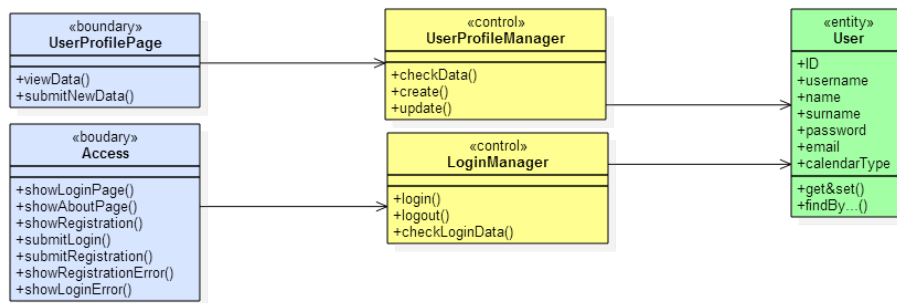 «boundary»
UserProfilePage
+viewData()
+submitNewData()
«control»
UserProfileManager
+checkData()
+create()
+update()
«entity»
User
+ID
+username
+name
+surname
+password
+email
+calendarType
+get&set()
+findBy...()
«boudary»
Access
+showLoginPage()
+showAboutPage()
+showRegistration()
+submitLogin()
+submitRegistration()
+showRegistrationError()
+showLoginError()
«control»
LoginManager
+login()
+logout()
+checkLoginData()